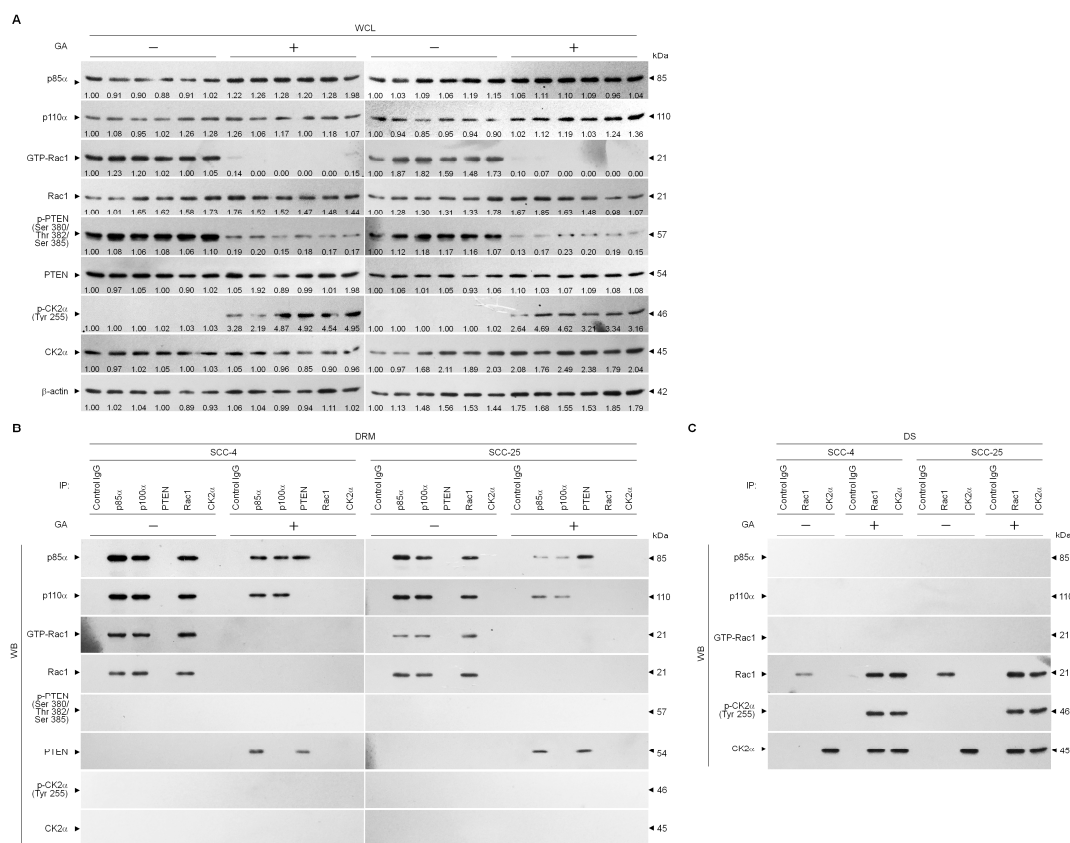 A
WCL
GA − + − +
kDa
p85α 85
1.00 0.91 0.90 0.88 0.91 1.02 1.22 1.26 1.28 1.20 1.28 1.98 1.00 1.03 1.09 1.06 1.19 1.15 1.06 1.11 1.10 1.09 0.96 1.04
p110α 110
1.00 1.08 0.95 1.02 1.26 1.28 1.26 1.06 1.17 1.00 1.18 1.07 1.00 0.94 0.85 0.95 0.94 0.90 1.02 1.12 1.19 1.03 1.24 1.36
GTP-Rac1 21
1.00 1.23 1.20 1.02 1.00 1.05 0.14 0.00 0.00 0.00 0.00 0.15 1.00 1.87 1.82 1.59 1.48 1.73 0.10 0.07 0.00 0.00 0.00 0.00
Rac1 21
1.00 1.01 1.65 1.62 1.58 1.73 1.76 1.52 1.52 1.47 1.48 1.44 1.00 1.28 1.30 1.31 1.33 1.78 1.67 1.85 1.63 1.48 0.98 1.07
p-PTEN
(Ser 380/
Thr 382/
Ser 385) 57
1.00 1.08 1.06 1.08 1.06 1.10 0.19 0.20 0.15 0.18 0.17 0.17 1.00 1.12 1.18 1.17 1.16 1.07 0.13 0.17 0.23 0.20 0.19 0.15
PTEN 54
1.00 0.97 1.05 1.00 0.90 1.02 1.05 1.92 0.89 0.99 1.01 1.98 1.00 1.06 1.01 1.05 0.93 1.06 1.10 1.03 1.07 1.09 1.08 1.08
p-CK2α
(Tyr 255) 46
1.00 1.00 1.00 1.02 1.03 1.03 3.28 2.19 4.87 4.92 4.54 4.95 1.00 1.00 1.00 1.00 1.00 1.02 2.64 4.69 4.62 3.21 3.34 3.16
CK2α 45
1.00 0.97 1.02 1.05 1.00 1.03 1.05 1.00 0.96 0.85 0.90 0.96 1.00 0.97 1.68 2.11 1.89 2.03 2.08 1.76 2.49 2.38 1.79 2.04
β-actin 42
1.00 1.02 1.04 1.00 0.89 0.93 1.06 1.04 0.99 0.94 1.11 1.02 1.00 1.13 1.48 1.56 1.53 1.44 1.75 1.68 1.55 1.53 1.85 1.79
B
DRM
SCC-4 SCC-25
IP: Control IgG p85α p100α PTEN Rac1 CK2α Control IgG p85α p100α PTEN Rac1 CK2α Control IgG p85α p100α PTEN Rac1 CK2α Control IgG p85α p100α PTEN Rac1 CK2α
GA − + − +
kDa
WB
p85α 85
p110α 110
GTP-Rac1 21
Rac1 21
p-PTEN
(Ser 380/
Thr 382/
Ser 385) 57
PTEN 54
p-CK2α
(Tyr 255) 46
CK2α 45
C
DS
SCC-4 SCC-25
IP: Control IgG Rac1 CK2α Control IgG Rac1 CK2α Control IgG Rac1 CK2α Control IgG Rac1 CK2α
GA − + − +
kDa
WB
p85α 85
p110α 110
GTP-Rac1 21
Rac1 21
p-CK2α
(Tyr 255) 46
CK2α 45